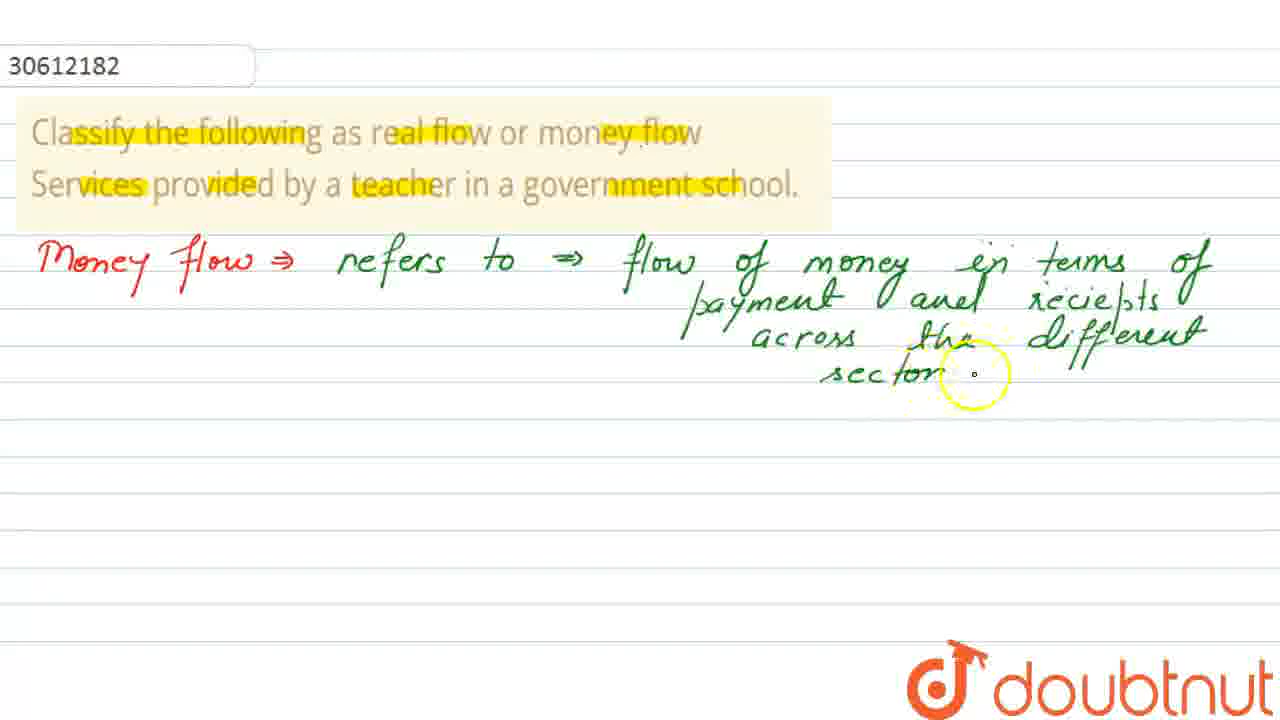 30612182
Classify the following as real flow or money flow
Services provided by a teacher in a government school.
Money flow ⇒ refers to ⇒ flow of money in terms of
payment and reciepts
across the different
sector
doubtnut